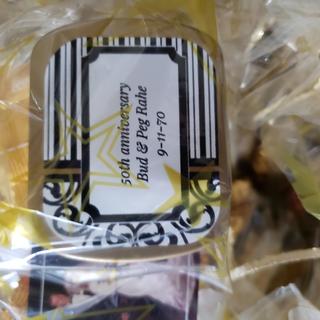 50th anniversary
Bud & Peg Rahe
9-11-70